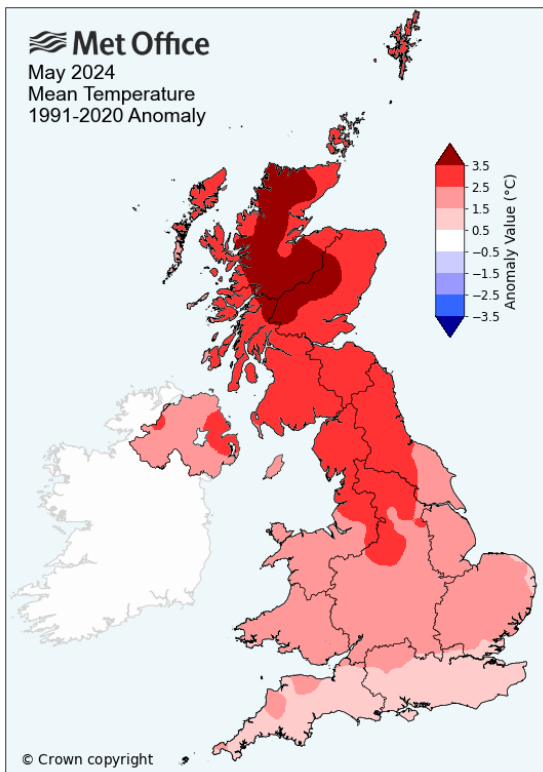 Met Office
May 2024
Mean Temperature
1991-2020 Anomaly
3.5
2.5
1.5
0.5
−0.5
−1.5
−2.5
−3.5
Anomaly Value (°C)
© Crown copyright